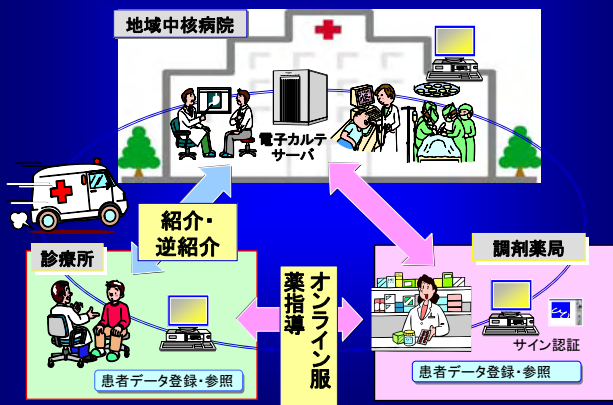 地域中核病院
電子カルテ
サーバ
紹介・
逆紹介
診療所
調剤薬局
オンライン服
薬指導
サイン認証
患者データ登録・参照
患者データ登録・参照